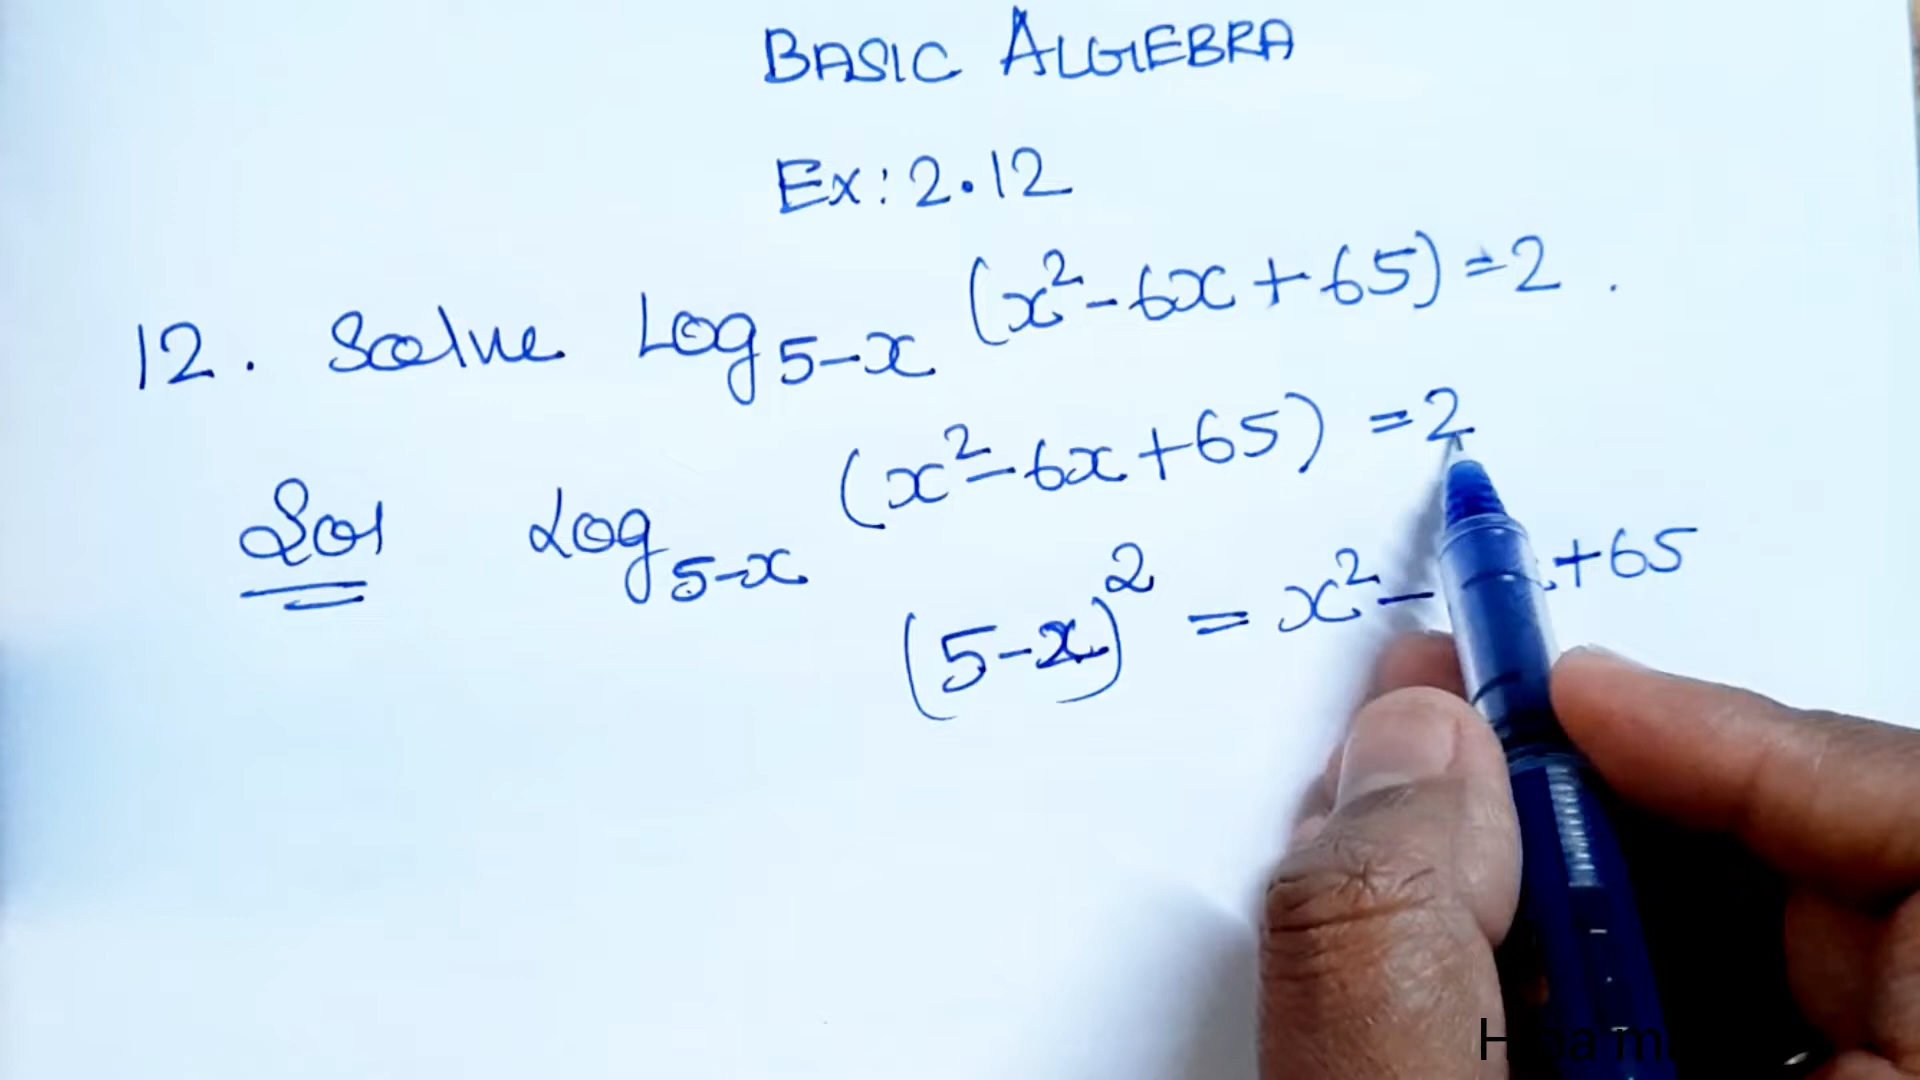 BASIC ALGEBRA
Ex: 2.12
12. Solve Log₅₋ₓ (x² - 6x + 65) = 2 .
Sol Log₅₋ₓ (x² - 6x + 65) = 2
(5-x)² = x² - x + 65